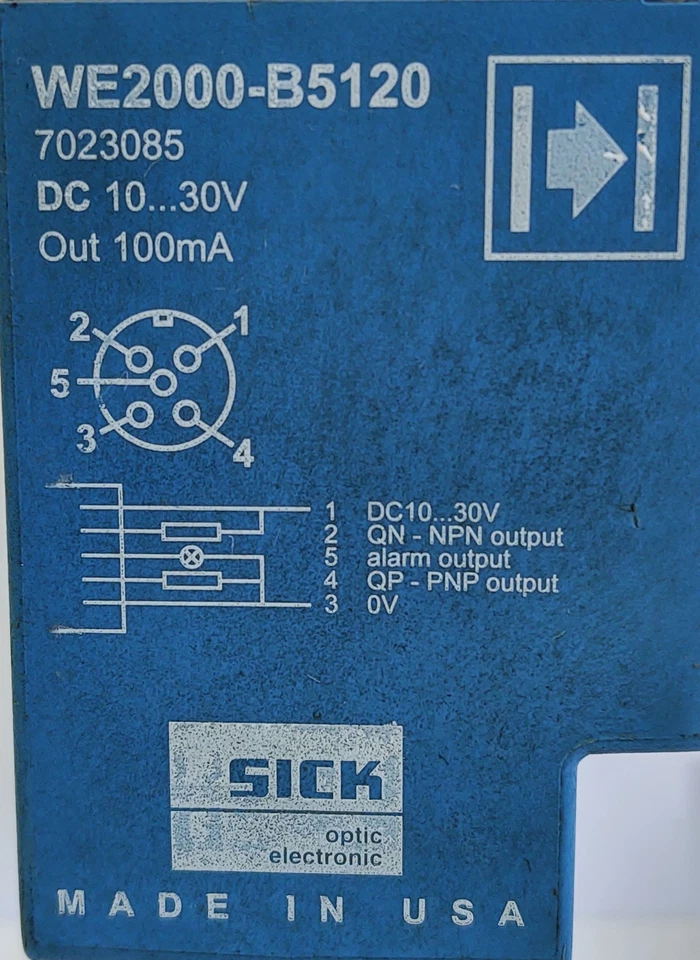 WE2000-B5120
7023085
DC 10...30V
Out 100mA
2 1
5
3 4
1 DC10...30V
2 QN - NPN output
5 alarm output
4 QP - PNP output
3 0V
SICK
optic
electronic
MADE IN USA